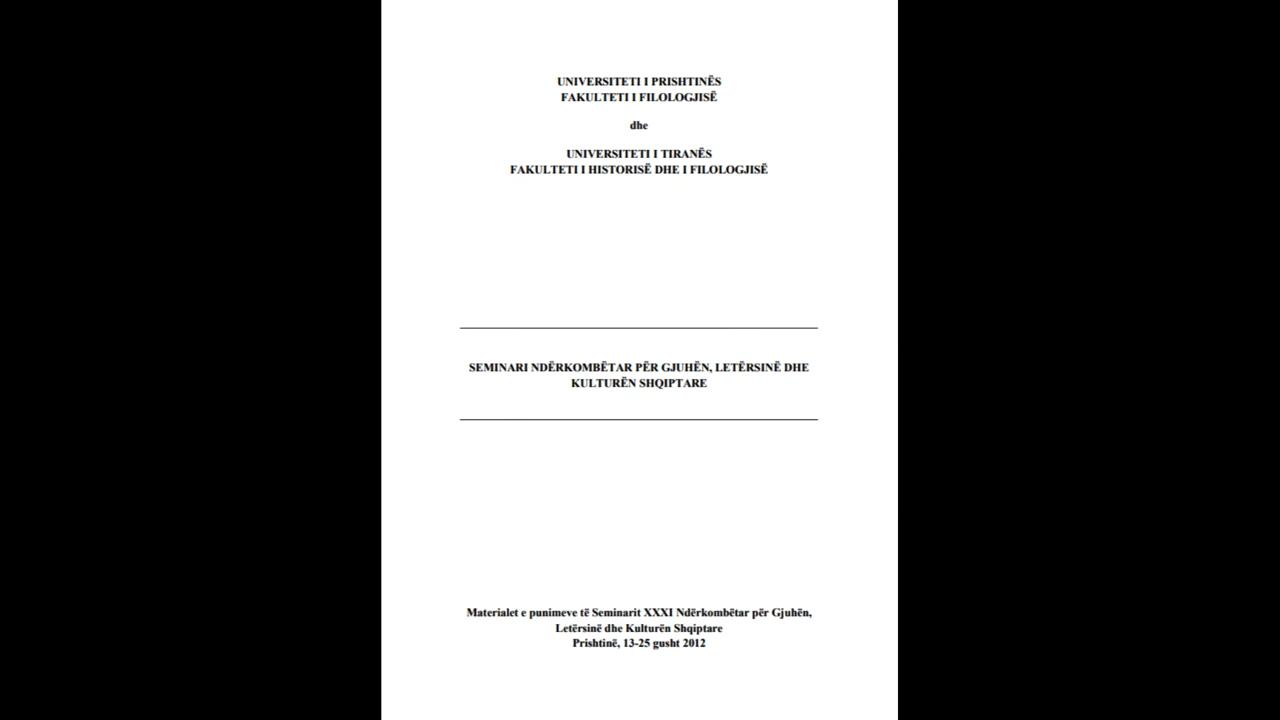 UNIVERSITETI I PRISHTINËS
FAKULTETI I FILOLOGJISË
dhe
UNIVERSITETI I TIRANËS
FAKULTETI I HISTORISË DHE I FILOLOGJISË
SEMINARI NDËRKOMBËTAR PËR GJUHËN, LETËRSINË DHE
KULTURËN SHQIPTARE
Materialet e punimeve të Seminarit XXXI Ndërkombëtar për Gjuhën,
Letërsinë dhe Kulturën Shqiptare
Prishtinë, 13-25 gusht 2012